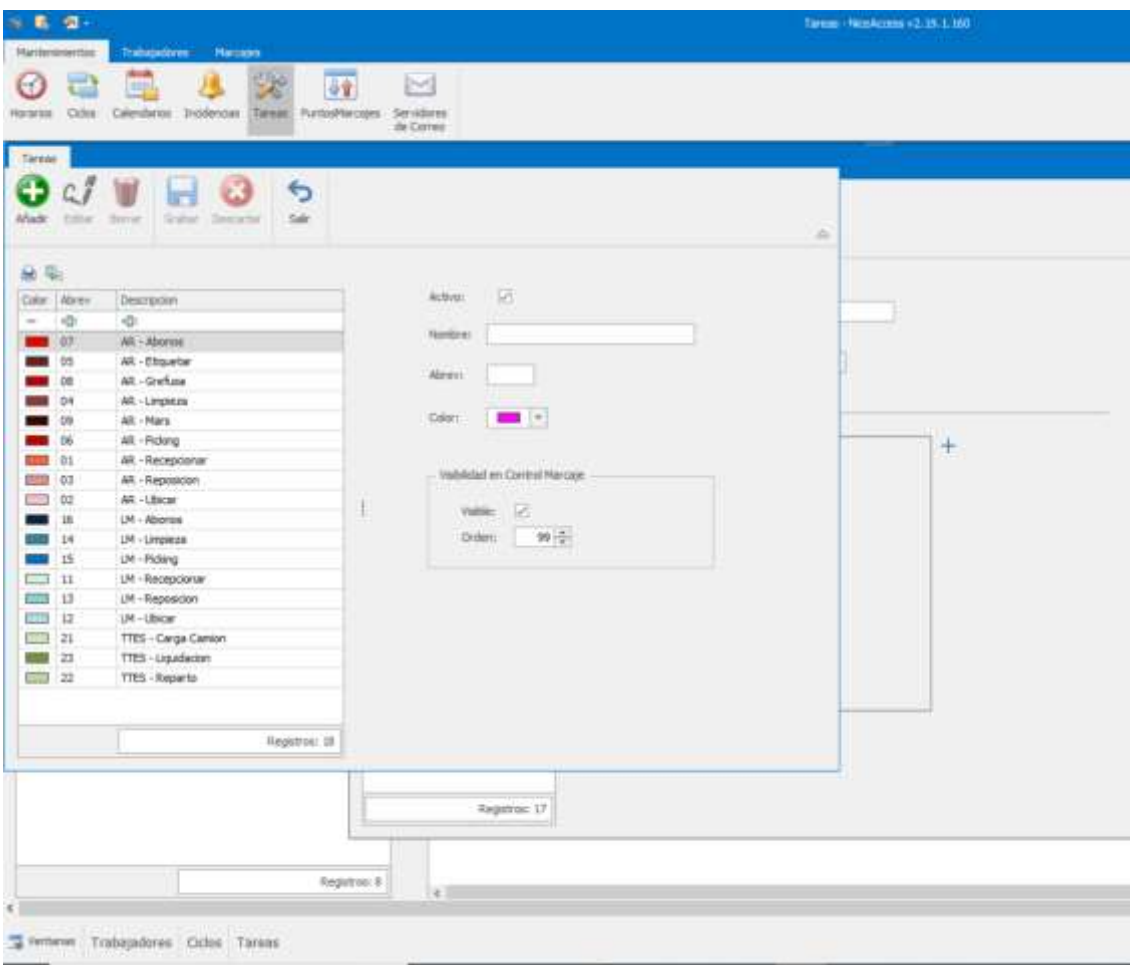 Tareas - NozAccess v2.19.1.160
Mantenimientos Trabajadores Marcajes
Horarios Ciclos Calendarios Incidencias Tareas PuntosMarcajes Servidores de Correo
Tareas
Añadir Editar Borrar Grabar Descartar Salir
Color Abrev Descripcion
07 AR - Abonos
05 AR - Etiquetar
08 AR - Grefusa
04 AR - Limpieza
09 AR - Mars
06 AR - Picking
01 AR - Recepcionar
03 AR - Reposicion
02 AR - Ubicar
16 LM - Abonos
14 LM - Limpieza
15 LM - Picking
11 LM - Recepcionar
13 LM - Reposicion
12 LM - Ubicar
21 TTES - Carga Camion
23 TTES - Liquidacion
22 TTES - Reparto
Registros: 18
Activo:
Nombre:
Abrev:
Color:
Visibilidad en Control Marcaje
Visible:
Orden: 99
Registros: 17
Registros: 8
Ventanas Trabajadores Ciclos Tareas